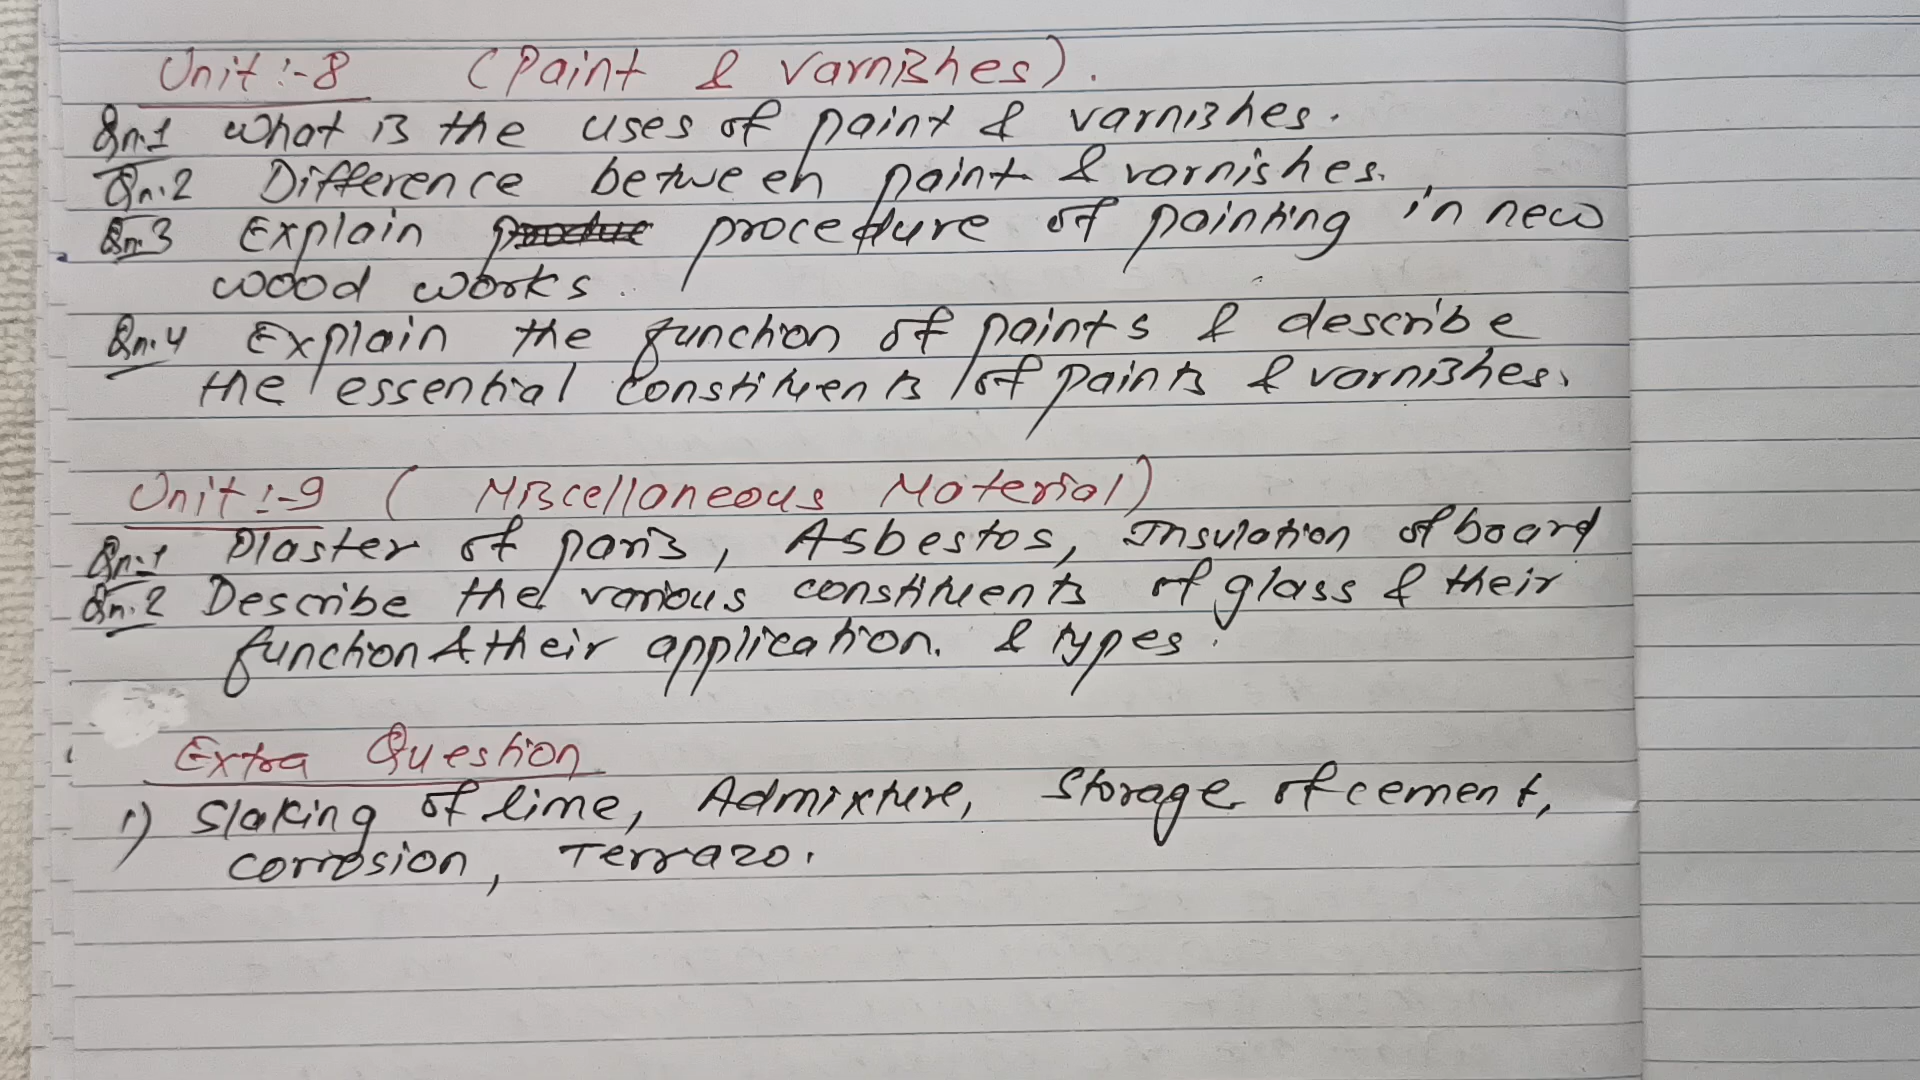 Unit :- 8 (Paint & Varnishes).
Qn.1 What is the uses of paint & varnishes.
Qn.2 Difference between paint & varnishes.
Qn.3 Explain procedure of painting in new
wood works.
Qn.4 Explain the function of paints & describe
the essential constituents of paints & varnishes.
Unit :- 9 (Miscellaneous Material)
Qn.1 Plaster of paris, Asbestos, Insulation of board
Qn.2 Describe the various constituents of glass & their
function & their application. & types.
Extra Question
1) Slaking of lime, Admixture, Storage of cement,
corrosion, Terrazo.